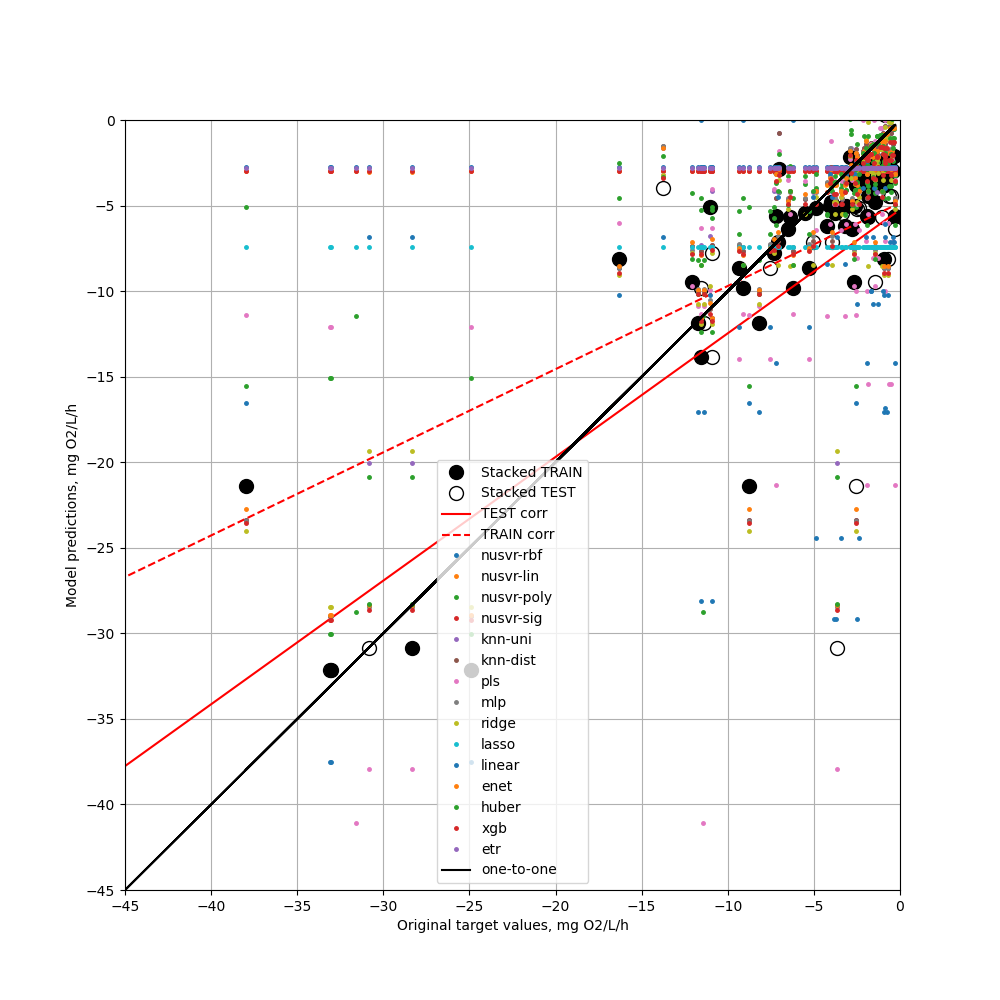 0
−5
−10
−15
−20
−25
−30
−35
−40
−45
Model predictions, mg O2/L/h
Stacked TRAIN
Stacked TEST
TEST corr
TRAIN corr
nusvr-rbf
nusvr-lin
nusvr-poly
nusvr-sig
knn-uni
knn-dist
pls
mlp
ridge
lasso
linear
enet
huber
xgb
etr
one-to-one
−45 −40 −35 −30 −25 −20 −15 −10 −5 0
Original target values, mg O2/L/h